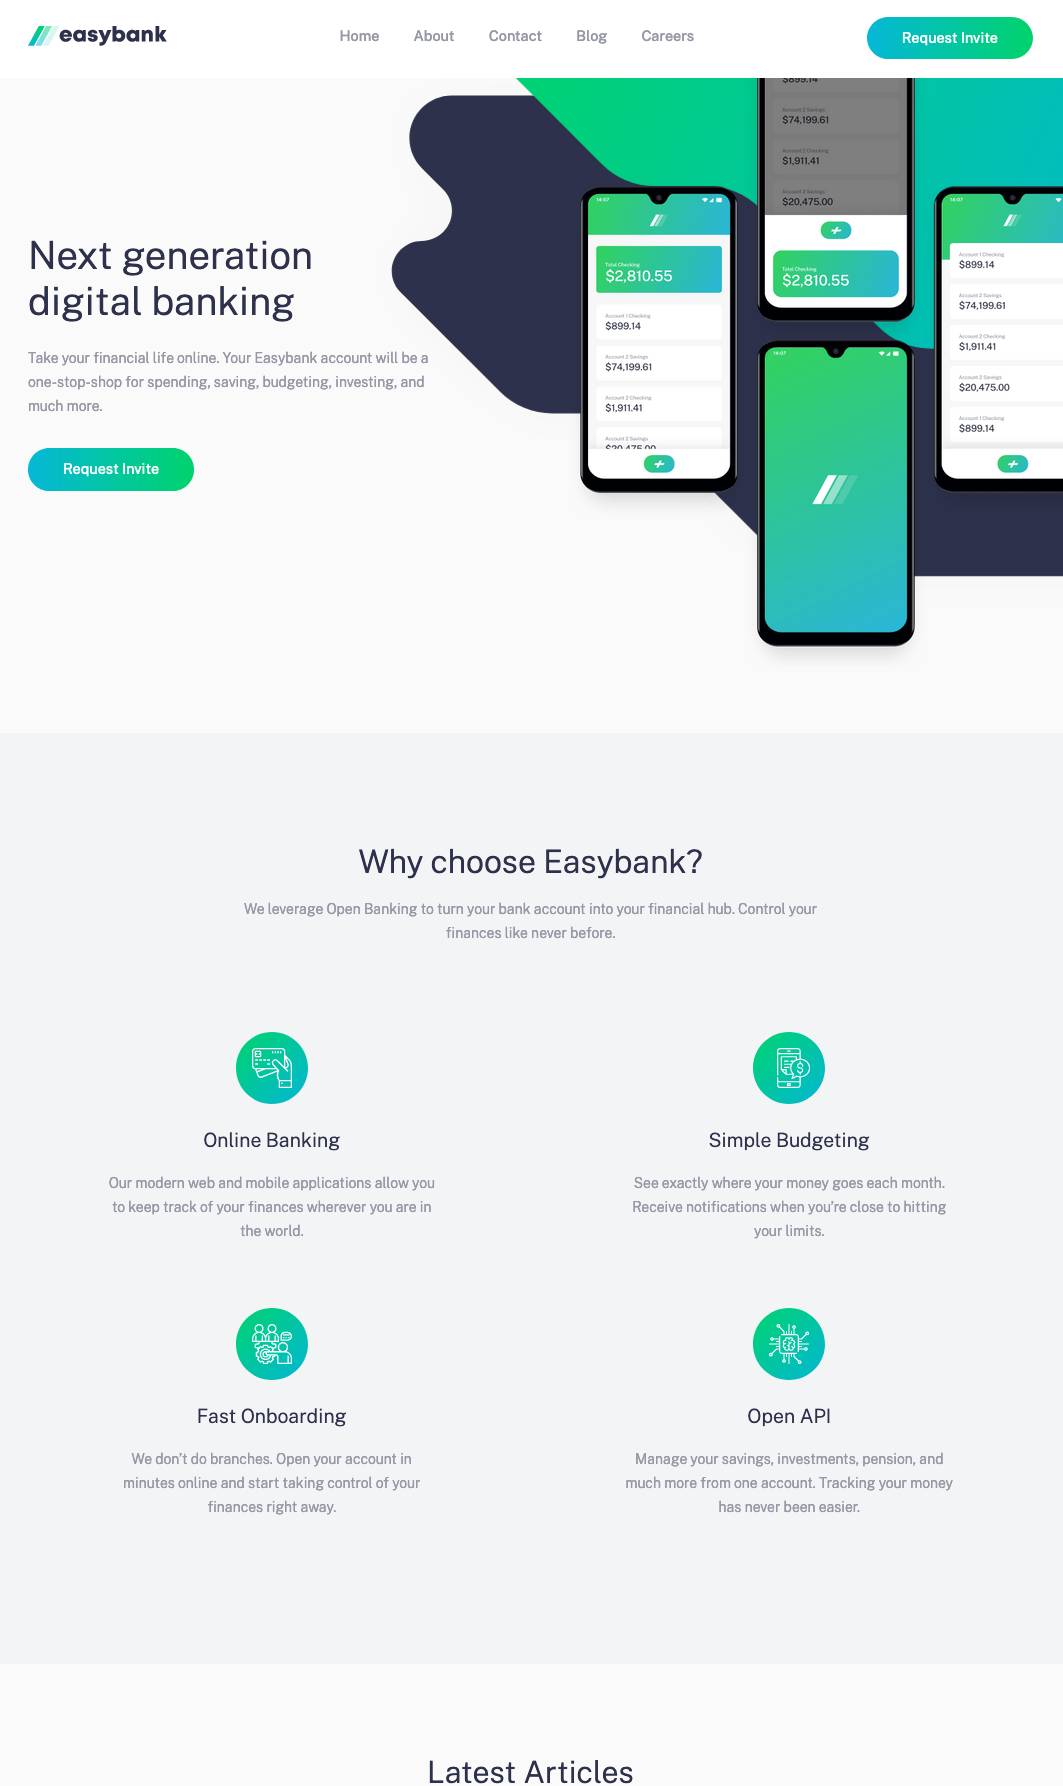 easybank
Home About Contact Blog Careers
Request Invite
$899.14
Account 2 Savings
$74,199.61
Account 2 Checking
$1,911.41
Account 2 Savings
$20,475.00
Total Checking
$2,810.55
Next generation
digital banking
Take your financial life online. Your Easybank account will be a
one-stop-shop for spending, saving, budgeting, investing, and
much more.
Request Invite
14:07
Total Checking
$2,810.55
Account 1 Checking
$899.14
Account 2 Savings
$74,199.61
Account 2 Checking
$1,911.41
Account 2 Savings
$20,475.00
14:07
14:07
Account 1 Checking
$899.14
Account 2 Savings
$74,199.61
Account 2 Checking
$1,911.41
Account 2 Savings
$20,475.00
Account 1 Checking
$899.14
Why choose Easybank?
We leverage Open Banking to turn your bank account into your financial hub. Control your
finances like never before.
Online Banking
Our modern web and mobile applications allow you
to keep track of your finances wherever you are in
the world.
Simple Budgeting
See exactly where your money goes each month.
Receive notifications when you’re close to hitting
your limits.
Fast Onboarding
We don’t do branches. Open your account in
minutes online and start taking control of your
finances right away.
Open API
Manage your savings, investments, pension, and
much more from one account. Tracking your money
has never been easier.
Latest Articles